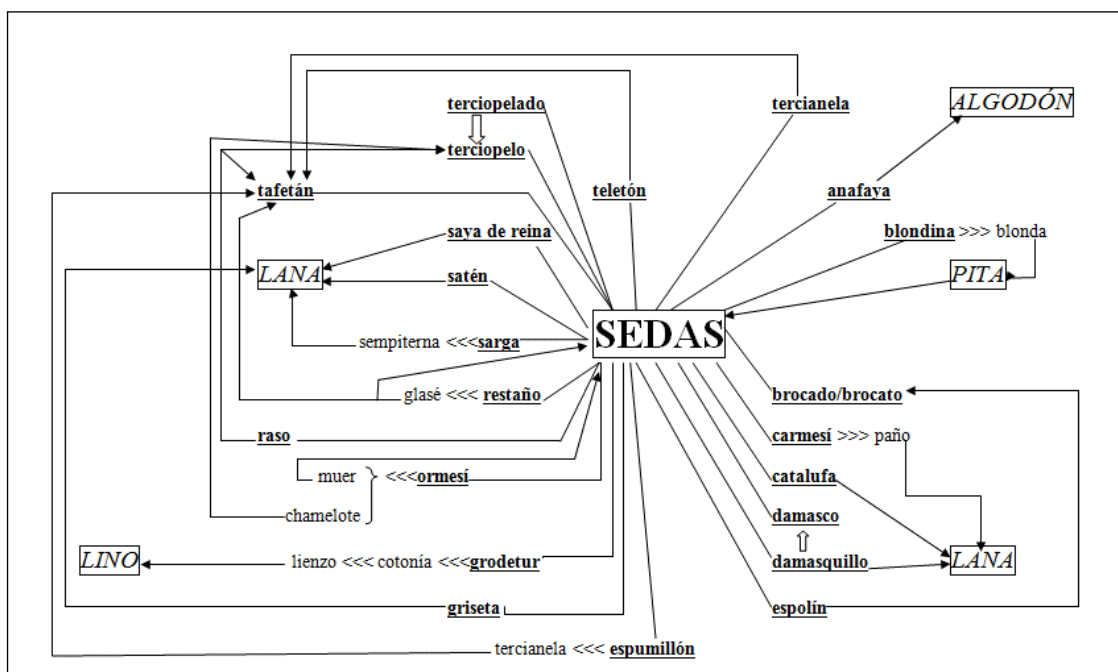 terciopelado
tercianela
ALGODÓN
terciopelo
tafetán
teletón
anafaya
saya de reina
blondina >>> blonda
LANA
satén
PITA
SEDAS
sempiterna <<<sarga
glasé <<< restaño
brocado/brocato
raso
carmesí >>> paño
muer
<<<ormesí
catalufa
chamelote
damasco
LINO
lienzo <<< cotonía <<<grodetur
damasquillo
LANA
griseta
espolín
tercianela <<< espumillón